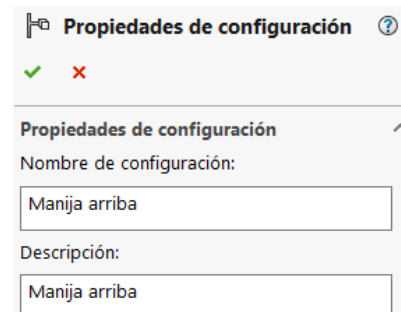 Propiedades de configuración
Propiedades de configuración
Nombre de configuración:
Manija arriba
Descripción:
Manija arriba